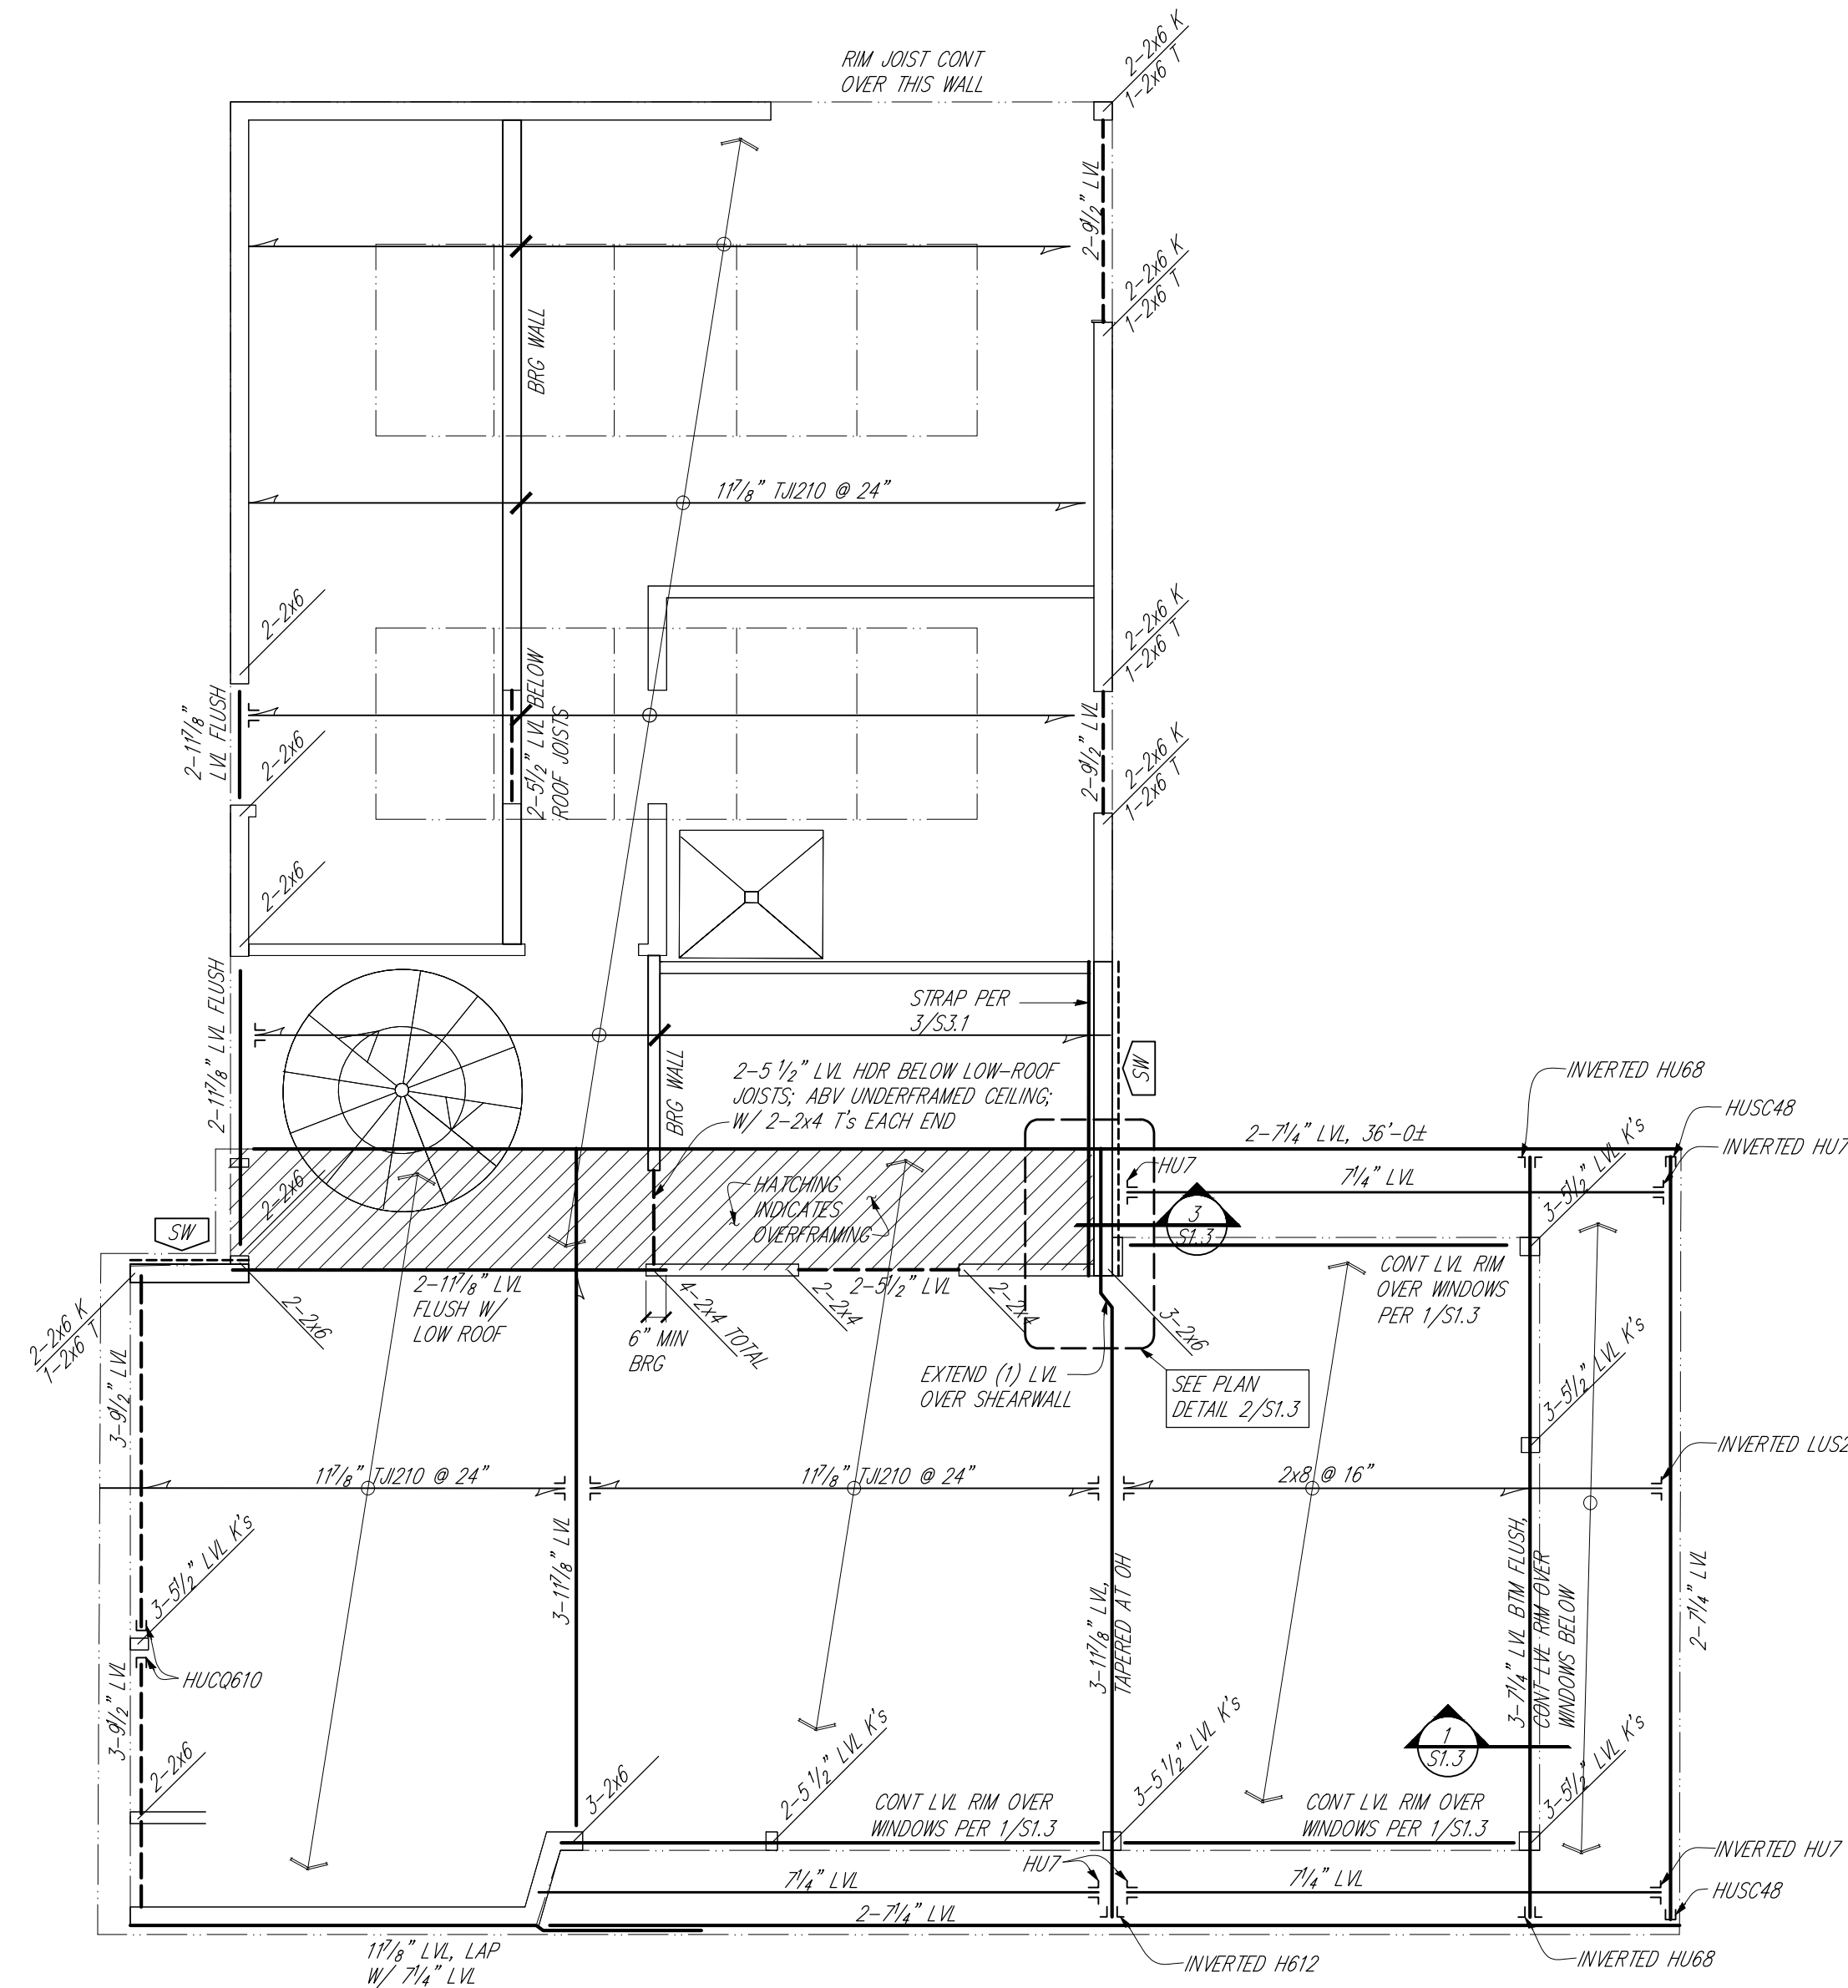 RIM JOIST CONT
OVER THIS WALL
2-2x6 K
1-2x6 T
2-9½" LVL
2-2x6 K
1-2x6 T
BRG WALL
11⅞" TJI210 @ 24"
2-2x6
2-2x6 K
1-2x6 T
2-11⅞"
LVL FLUSH
2-5½" LVL BELOW
ROOF JOISTS
2-9½" LVL
2-2x6
2-2x6 K
1-2x6 T
2-2x6
2-11⅞" LVL FLUSH
STRAP PER
3/S3.1
SW
BRG WALL
2-5 ½" LVL HDR BELOW LOW-ROOF
JOISTS; ABV UNDERFRAMED CEILING;
W/ 2-2x4 T's EACH END
INVERTED HU68
HUSC48
2-7¼" LVL, 36'-0±
INVERTED HU7
HU7
7¼" LVL
3-5½" LVL K's
2-2x6
HATCHING
INDICATES
OVERFRAMING
3
S1.3
SW
2-11⅞" LVL
FLUSH W/
LOW ROOF
2-5½" LVL
CONT LVL RIM
OVER WINDOWS
PER 1/S1.3
2-2x6 K
1-2x6 T
2-2x6
6" MIN
BRG
4-2x4 TOTAL
2-2x4
2-2x4
3-2x6
EXTEND (1) LVL
OVER SHEARWALL
SEE PLAN
DETAIL 2/S1.3
3-5½" LVL K's
3-9½" LVL
INVERTED LUS2
11⅞" TJI210 @ 24"
11⅞" TJI210 @ 24"
2x8 @ 16"
3-5½" LVL K's
3-11⅞" LVL
3-11⅞" LVL,
TAPERED AT OH
3-7¼" LVL BTM FLUSH,
CONT LVL RIM OVER
WINDOWS BELOW
2-7¼" LVL
HUCQ610
3-9½" LVL
2-2x6
3-2x6
2-5 ½" LVL K's
3-5 ½" LVL K's
1
S1.3
3-5½" LVL K's
CONT LVL RIM OVER
WINDOWS PER 1/S1.3
CONT LVL RIM OVER
WINDOWS PER 1/S1.3
HU7
INVERTED HU7
7¼" LVL
7¼" LVL
HUSC48
2-7¼" LVL
11⅞" LVL, LAP
W/ 7¼" LVL
INVERTED H612
INVERTED HU68